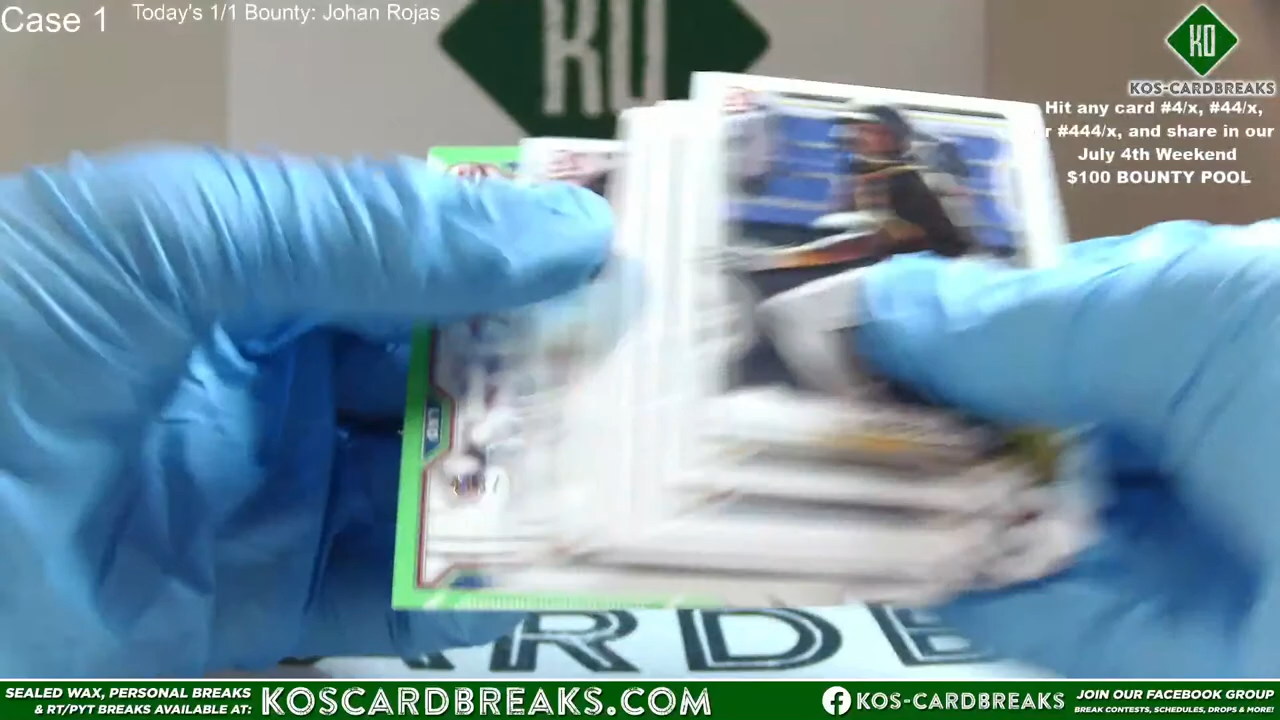 Case 1
Today's 1/1 Bounty: Johan Rojas
KO
KO
KOS-CARDBREAKS
Hit any card #4/x, #44/x,
r #444/x, and share in our
July 4th Weekend
$100 BOUNTY POOL
ARDB
SEALED WAX, PERSONAL BREAKS
& RT/PYT BREAKS AVAILABLE AT:
KOSCARDBREAKS.COM
KOS-CARDBREAKS
JOIN OUR FACEBOOK GROUP
BREAK CONTESTS, SCHEDULES, DROPS & MORE!